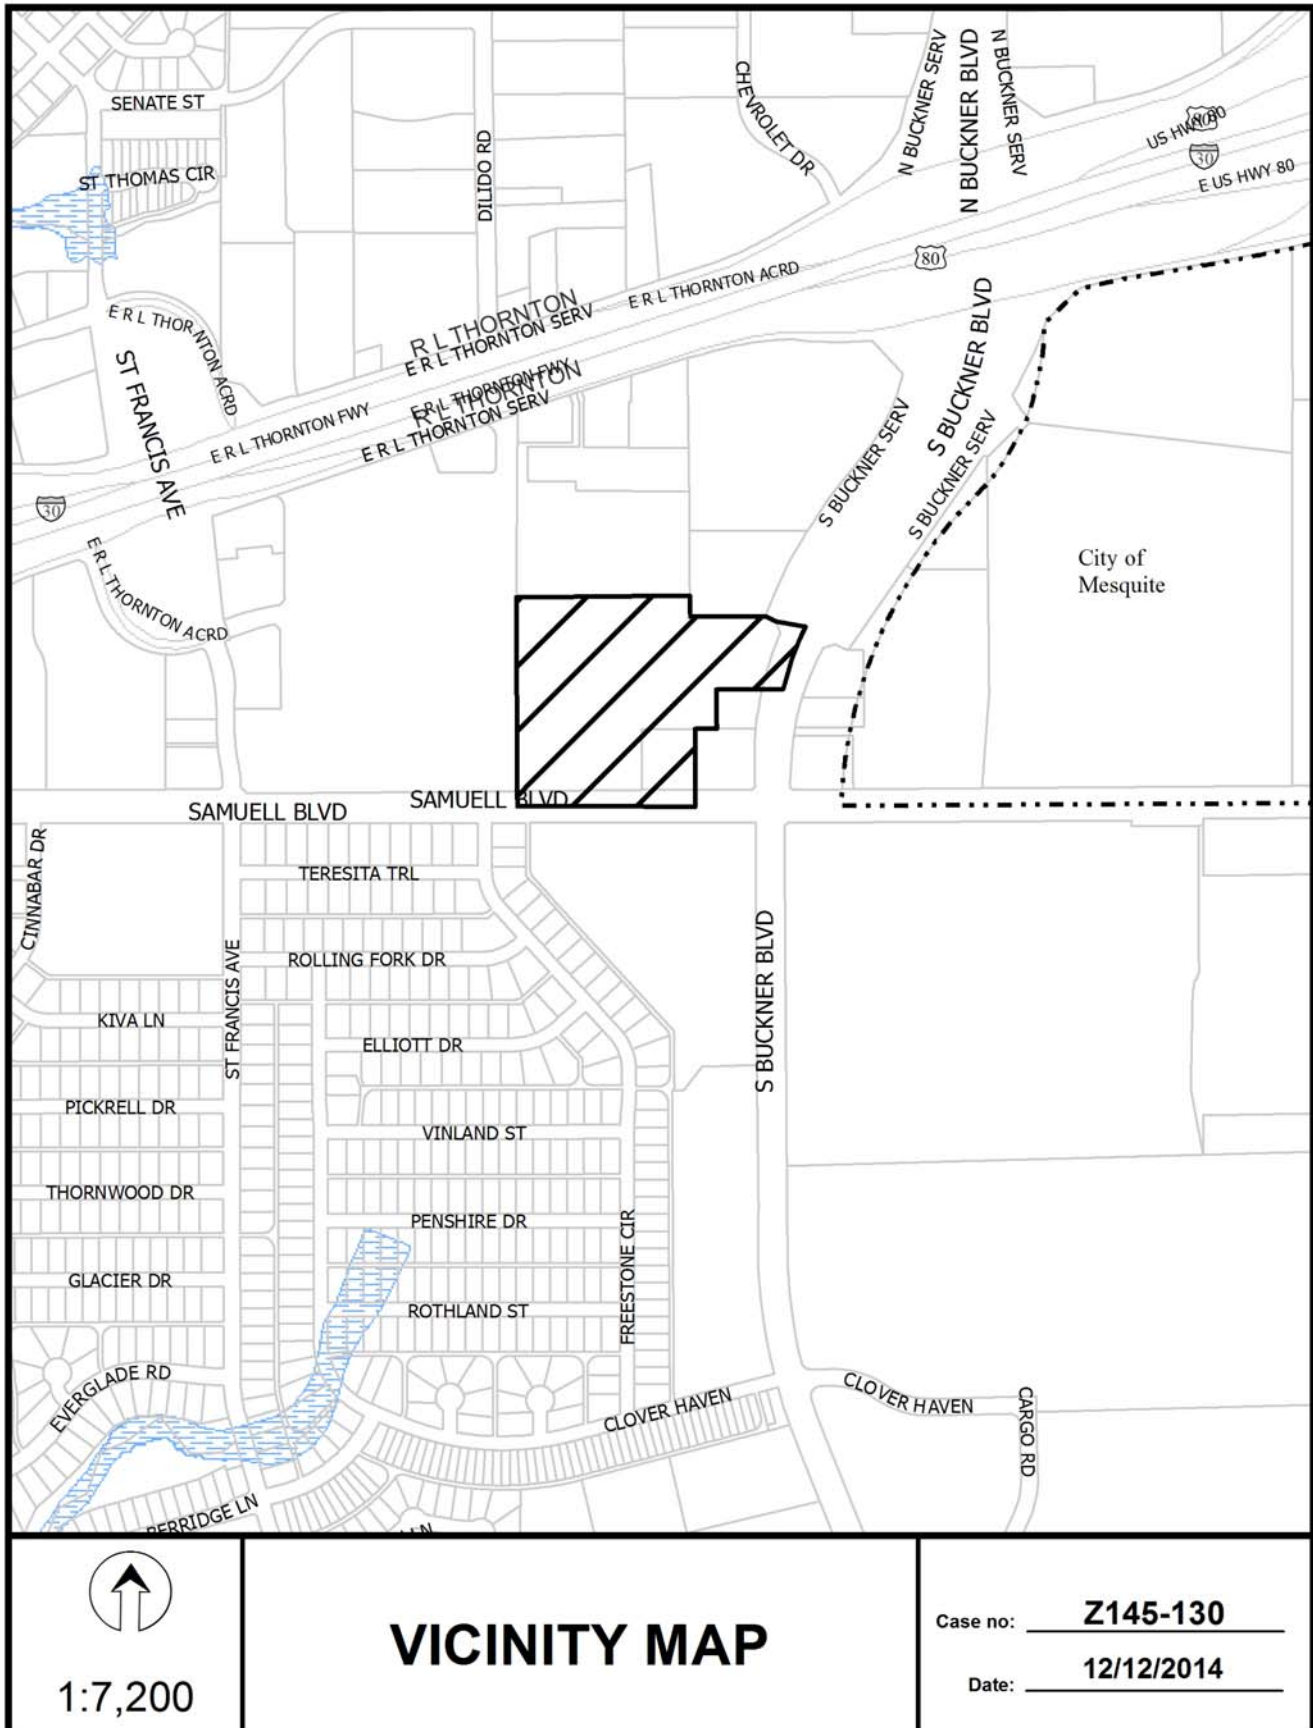 SENATE ST
ST THOMAS CIR
DILIDO RD
CHEVROLET DR
N BUCKNER SERV
N BUCKNER BLVD
N BUCKNER SERV
US HWY 80
80
30
E US HWY 80
80
E R L THORNTON ACRD
R L THORNTON
E R L THORNTON SERV
E R L THORNTON ACRD
ST FRANCIS AVE
E R L THORNTON FWY
E R L THORNTON FWY
R L THORNTON
E R L THORNTON SERV
S BUCKNER BLVD
S BUCKNER SERV
S BUCKNER SERV
30
E R L THORNTON ACRD
City of
Mesquite
SAMUELL BLVD
SAMUELL BLVD
CINNABAR DR
TERESITA TRL
ROLLING FORK DR
ST FRANCIS AVE
S BUCKNER BLVD
KIVA LN
ELLIOTT DR
PICKRELL DR
VINLAND ST
THORNWOOD DR
PENSHIRE DR
FREESTONE CIR
GLACIER DR
ROTHLAND ST
EVERGLADE RD
CLOVER HAVEN
CLOVER HAVEN
CARGO RD
BERRIDGE LN
LN
1:7,200
VICINITY MAP
Case no: Z145-130
Date: 12/12/2014